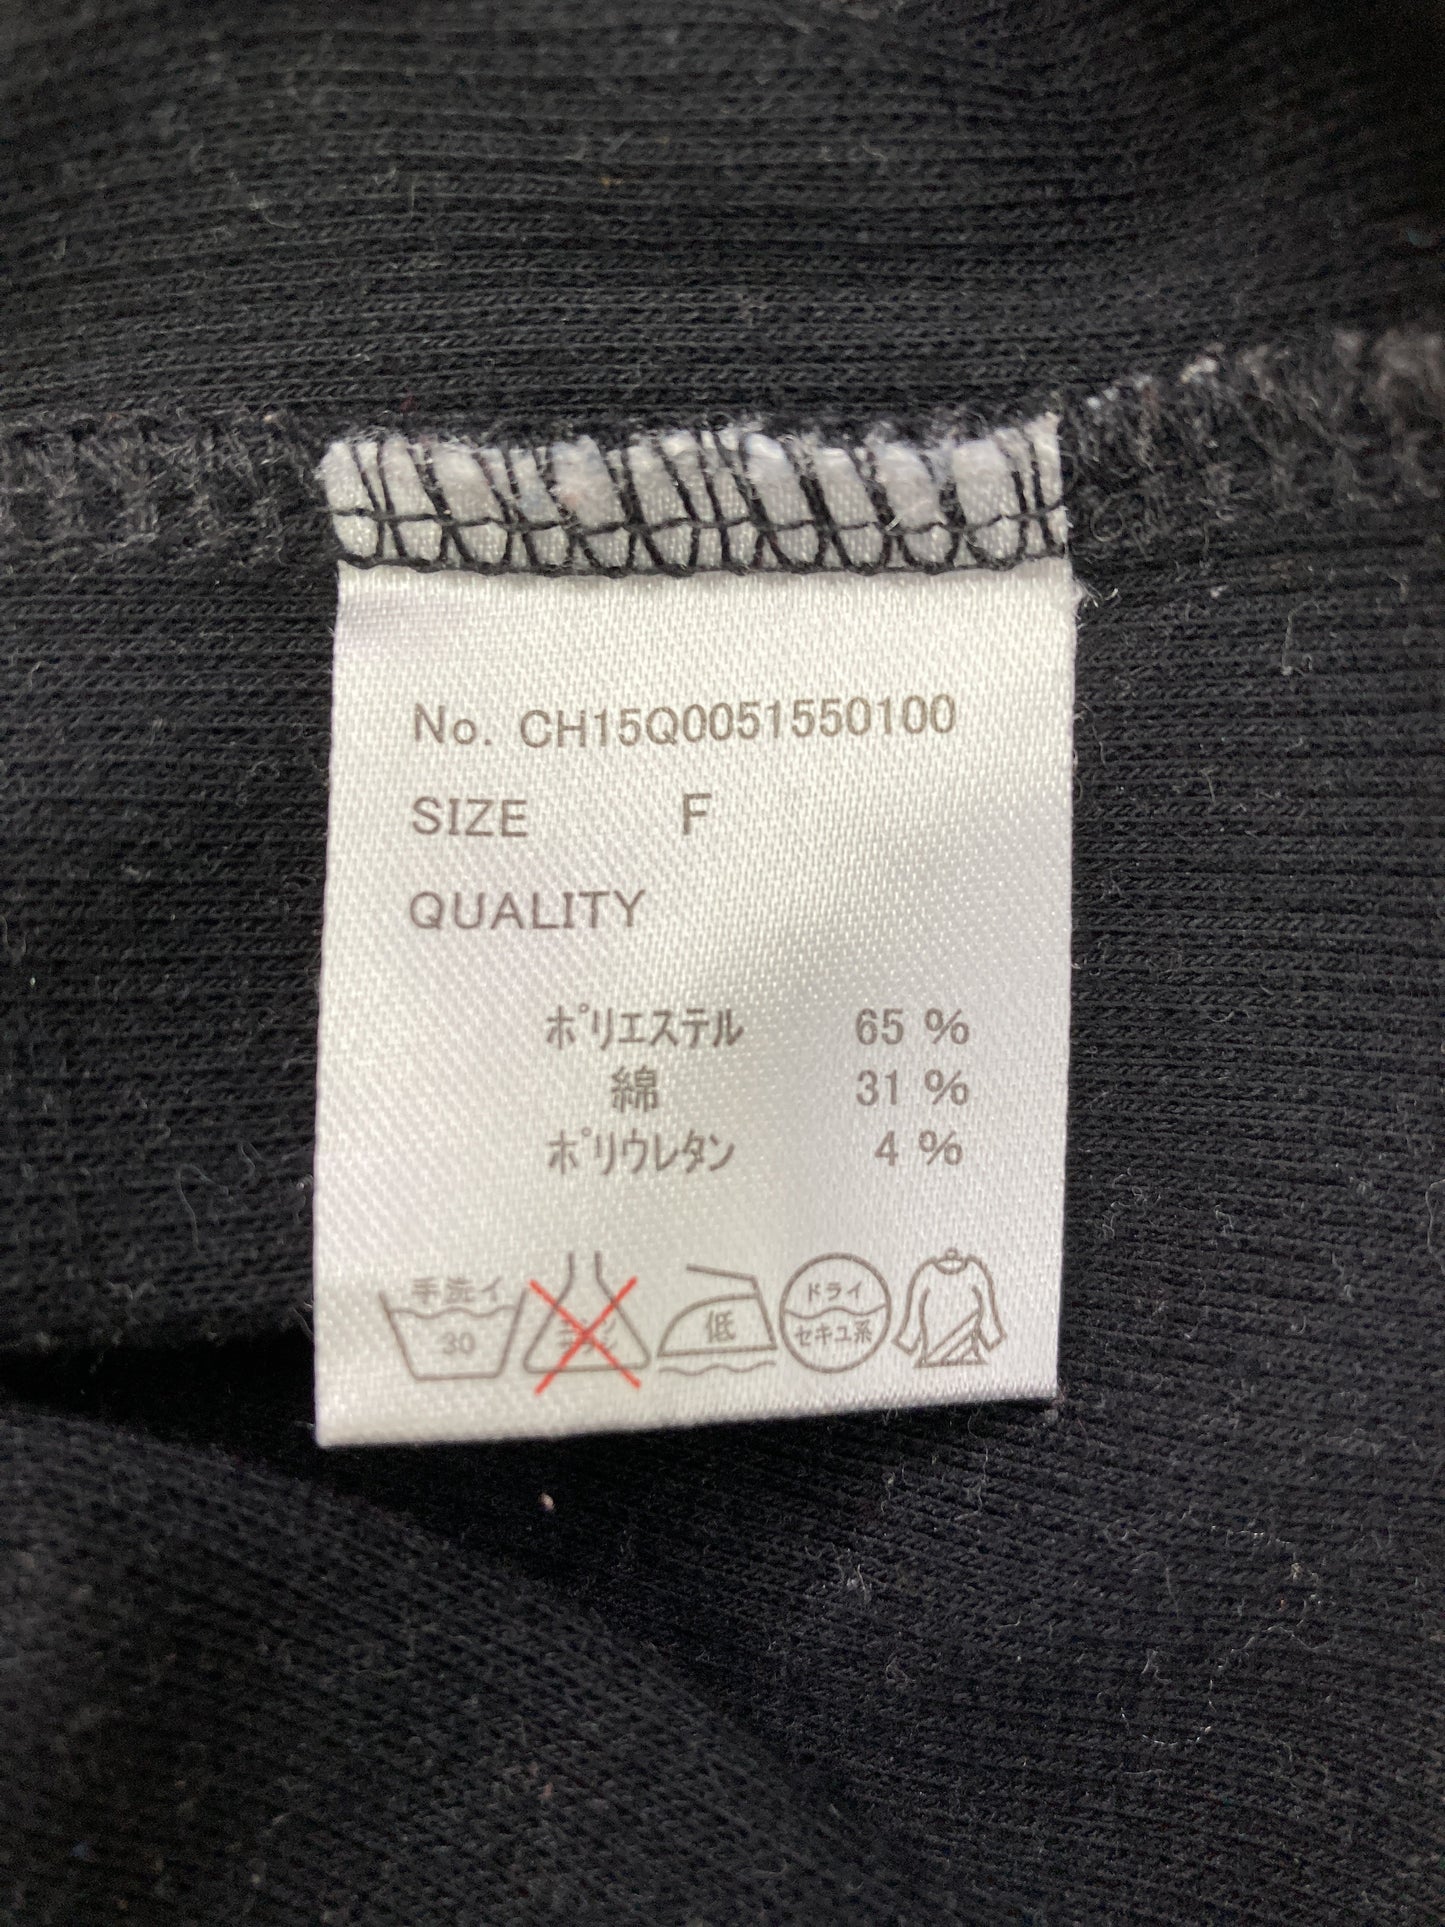 No. CH15Q0051550100
SIZE F
QUALITY
ポリエステル 65 %
綿 31 %
ポリウレタン 4 %
手洗イ 30
低
ドライ
セキユ系